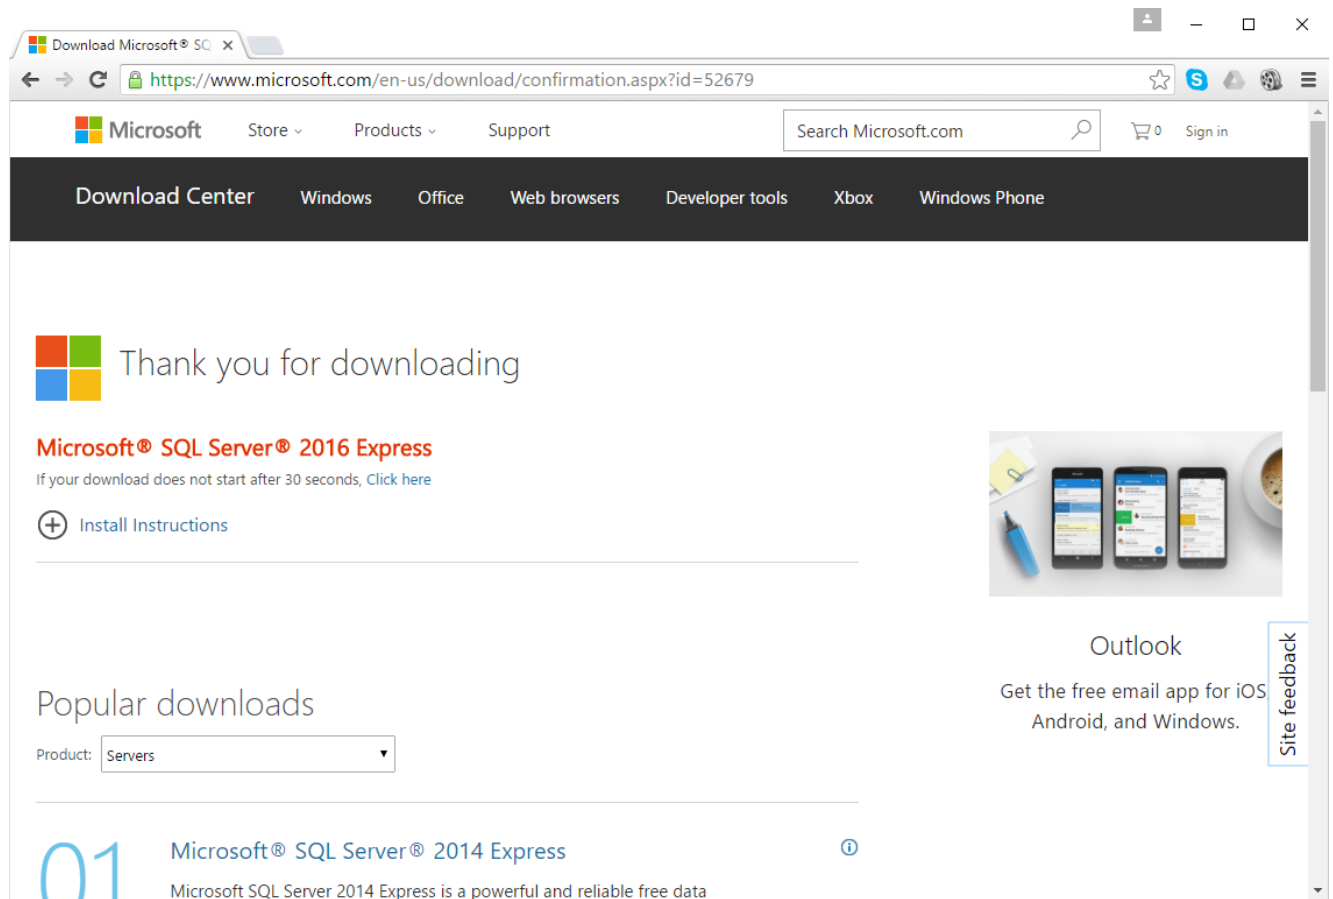 Download Microsoft® SQ
https://www.microsoft.com/en-us/download/confirmation.aspx?id=52679
Microsoft Store Products Support Search Microsoft.com 0 Sign in
Download Center Windows Office Web browsers Developer tools Xbox Windows Phone
Thank you for downloading
Microsoft® SQL Server® 2016 Express
If your download does not start after 30 seconds, Click here
Install Instructions
Outlook
Get the free email app for iOS,
Android, and Windows.
Site feedback
Popular downloads
Product: Servers
01
Microsoft® SQL Server® 2014 Express
Microsoft SQL Server 2014 Express is a powerful and reliable free data